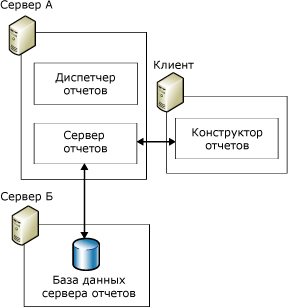 Сервер А
Диспетчер
отчетов
Клиент
Сервер
отчетов
Конструктор
отчетов
Сервер Б
База данных
сервера отчетов